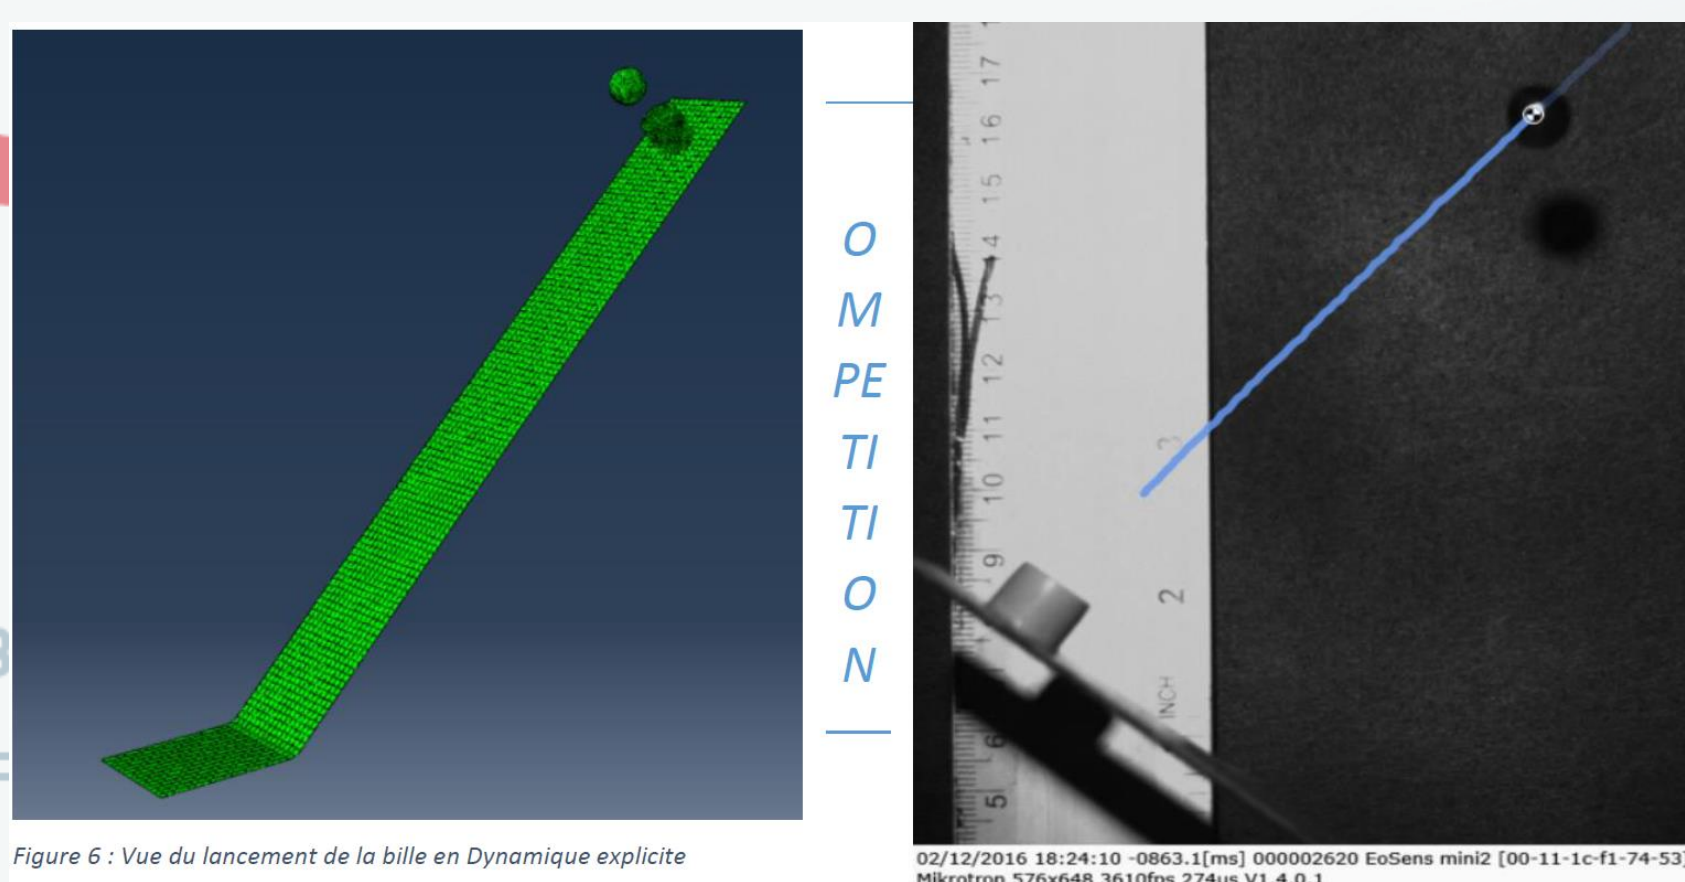 O
M
PE
TI
TI
O
N
17
16
15
14
13
12
11
10
9
6
5
3
2
INCH
Figure 6 : Vue du lancement de la bille en Dynamique explicite
02/12/2016 18:24:10 -0863.1[ms] 000002620 EoSens mini2 [00-11-1c-f1-74-53]
Mikrotron 576x648 3610fps 274us V1.4.0.1